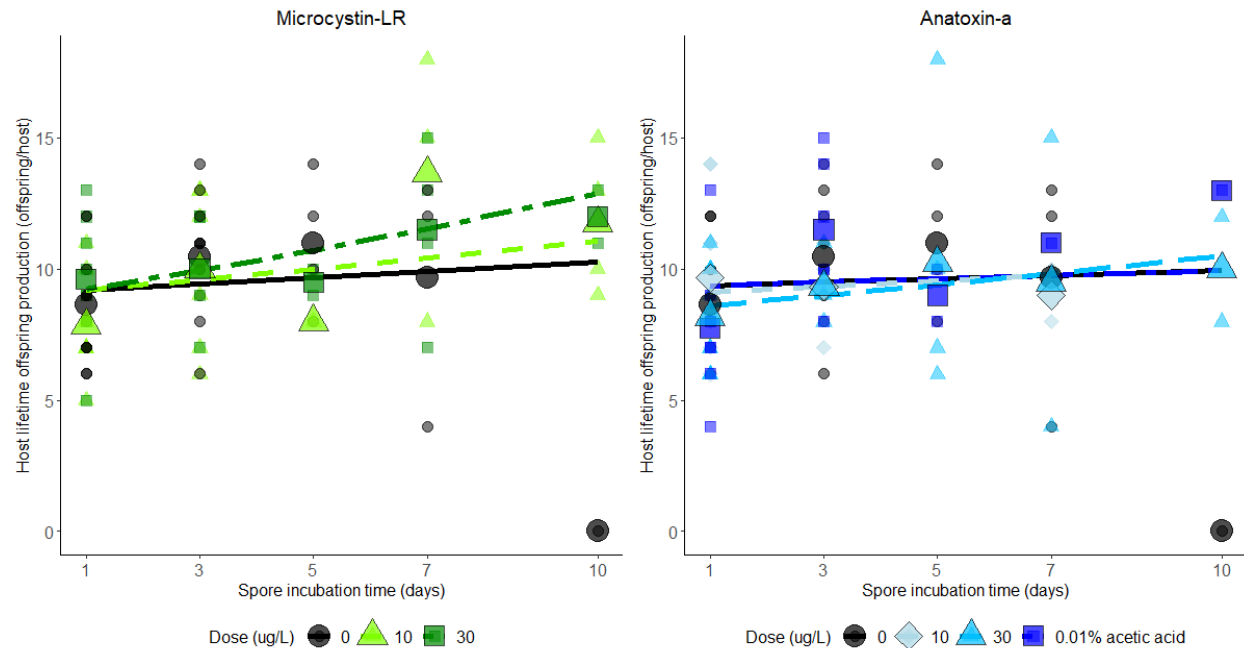 Microcystin-LR
Host lifetime offspring production (offspring/host)
15
10
5
0
1 3 5 7 10
Spore incubation time (days)
Dose (ug/L) 0 10 30
Anatoxin-a
Host lifetime offspring production (offspring/host)
15
10
5
0
1 3 5 7 10
Spore incubation time (days)
Dose (ug/L) 0 10 30 0.01% acetic acid